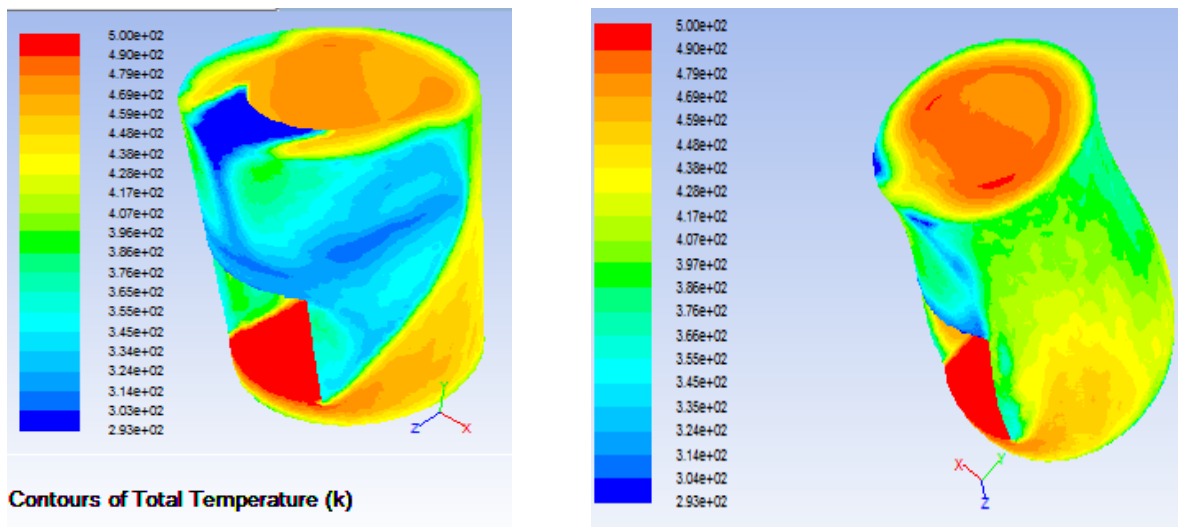 5.00e+02
4.90e+02
4.79e+02
4.69e+02
4.59e+02
4.48e+02
4.38e+02
4.28e+02
4.17e+02
4.07e+02
3.96e+02
3.86e+02
3.76e+02
3.65e+02
3.55e+02
3.45e+02
3.34e+02
3.24e+02
3.14e+02
3.03e+02
2.93e+02
Y
Z
X
Contours of Total Temperature (k)
5.00e+02
4.90e+02
4.79e+02
4.69e+02
4.59e+02
4.48e+02
4.38e+02
4.28e+02
4.17e+02
4.07e+02
3.97e+02
3.86e+02
3.76e+02
3.66e+02
3.55e+02
3.45e+02
3.35e+02
3.24e+02
3.14e+02
3.04e+02
2.93e+02
X
Y
Z